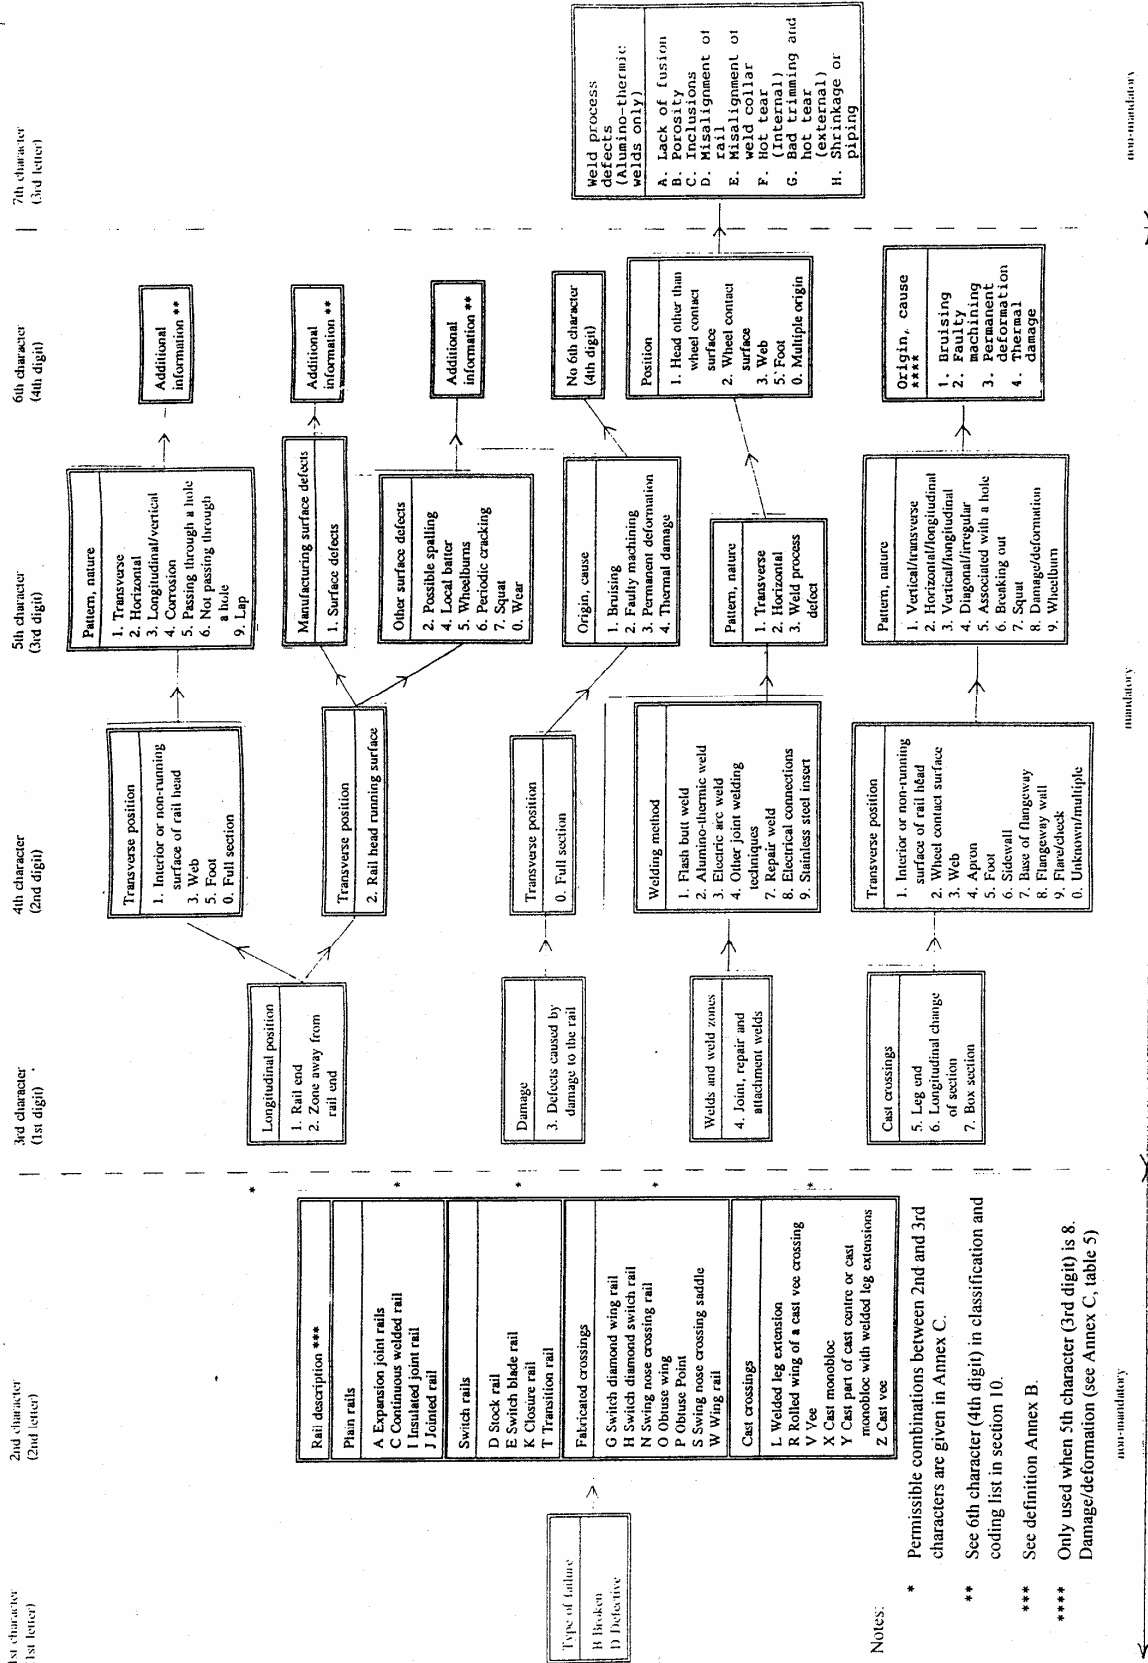 1st character
(1st letter)
2nd character
(2nd letter)
3rd character
(1st digit)
4th character
(2nd digit)
5th character
(3rd digit)
6th character
(4th digit)
7th character
(3rd letter)
Type of failure
B Broken
D Defective
Rail description ***
Plain rails
A Expansion joint rails
C Continuous welded rail
I Insulated joint rail
J Jointed rail
Switch rails
D Stock rail
E Switch blade rail
K Closure rail
T Transition rail
Fabricated crossings
G Switch diamond wing rail
H Switch diamond switch rail
N Swing nose crossing rail
O Obtuse wing
P Obtuse Point
S Swing nose crossing saddle
W Wing rail
Cast crossings
L Welded leg extension
R Rolled wing of a cast vee crossing
V Vee
X Cast monobloc
Y Cast part of cast centre or cast
monobloc with welded leg extensions
Z Cast vee
*
*
*
*
*
Longitudinal position
1. Rail end
2. Zone away from
rail end
Damage
3. Defects caused by
damage to the rail
Welds and weld zones
4. Joint, repair and
attachment welds
Cast crossings
5. Leg end
6. Longitudinal change
of section
7. Box section
Transverse position
1. Interior or non-running
surface of rail head
3. Web
5. Foot
0. Full section
Transverse position
2. Rail head running surface
Transverse position
0. Full section
Welding method
1. Flash butt weld
2. Alumino-thermic weld
3. Electric arc weld
4. Other joint welding
techniques
7. Repair weld
8. Electrical connections
9. Stainless steel insert
Transverse position
1. Interior or non-running
surface of rail head
2. Wheel contact surface
3. Web
4. Apron
5. Foot
6. Sidewall
7. Base of flangeway
8. Flangeway wall
9. Flare/check
0. Unknown/multiple
Pattern, nature
1. Transverse
2. Horizontal
3. Longitudinal/vertical
4. Corrosion
5. Passing through a hole
6. Not passing through
a hole
9. Lap
Manufacturing surface defects
1. Surface defects
Other surface defects
2. Possible spalling
4. Local batter
5. Wheelburns
6. Periodic cracking
7. Squat
0. Wear
Origin, cause
1. Bruising
2. Faulty machining
3. Permanent deformation
4. Thermal damage
Pattern, nature
1. Transverse
2. Horizontal
3. Weld process
defect
Pattern, nature
1. Vertical/transverse
2. Horizontal/longitudinal
3. Vertical/longitudinal
4. Diagonal/irregular
5. Associated with a hole
6. Breaking out
7. Squat
8. Damage/deformation
9. Wheelburn
Additional
information **
Additional
information **
Additional
information **
No 6th character
(4th digit)
Position
1. Head other than
wheel contact
surface
2. Wheel contact
surface
3. Web
5. Foot
0. Multiple origin
Origin, cause
****
1. Bruising
2. Faulty
machining
3. Permanent
deformation
4. Thermal
damage
Weld process
defects
(Alumino-thermic
welds only)
A. Lack of fusion
B. Porosity
C. Inclusions
D. Misalignment of
rail
E. Misalignment of
weld collar
F. Hot tear
(Internal)
G. Bad trimming and
hot tear
(external)
H. Shrinkage or
piping
Notes:
* Permissible combinations between 2nd and 3rd
characters are given in Annex C.
** See 6th character (4th digit) in classification and
coding list in section 10.
*** See definition Annex B.
**** Only used when 5th character (3rd digit) is 8.
Damage/deformation (see Annex C, table 5)
non-mandatory
mandatory
non-mandatory